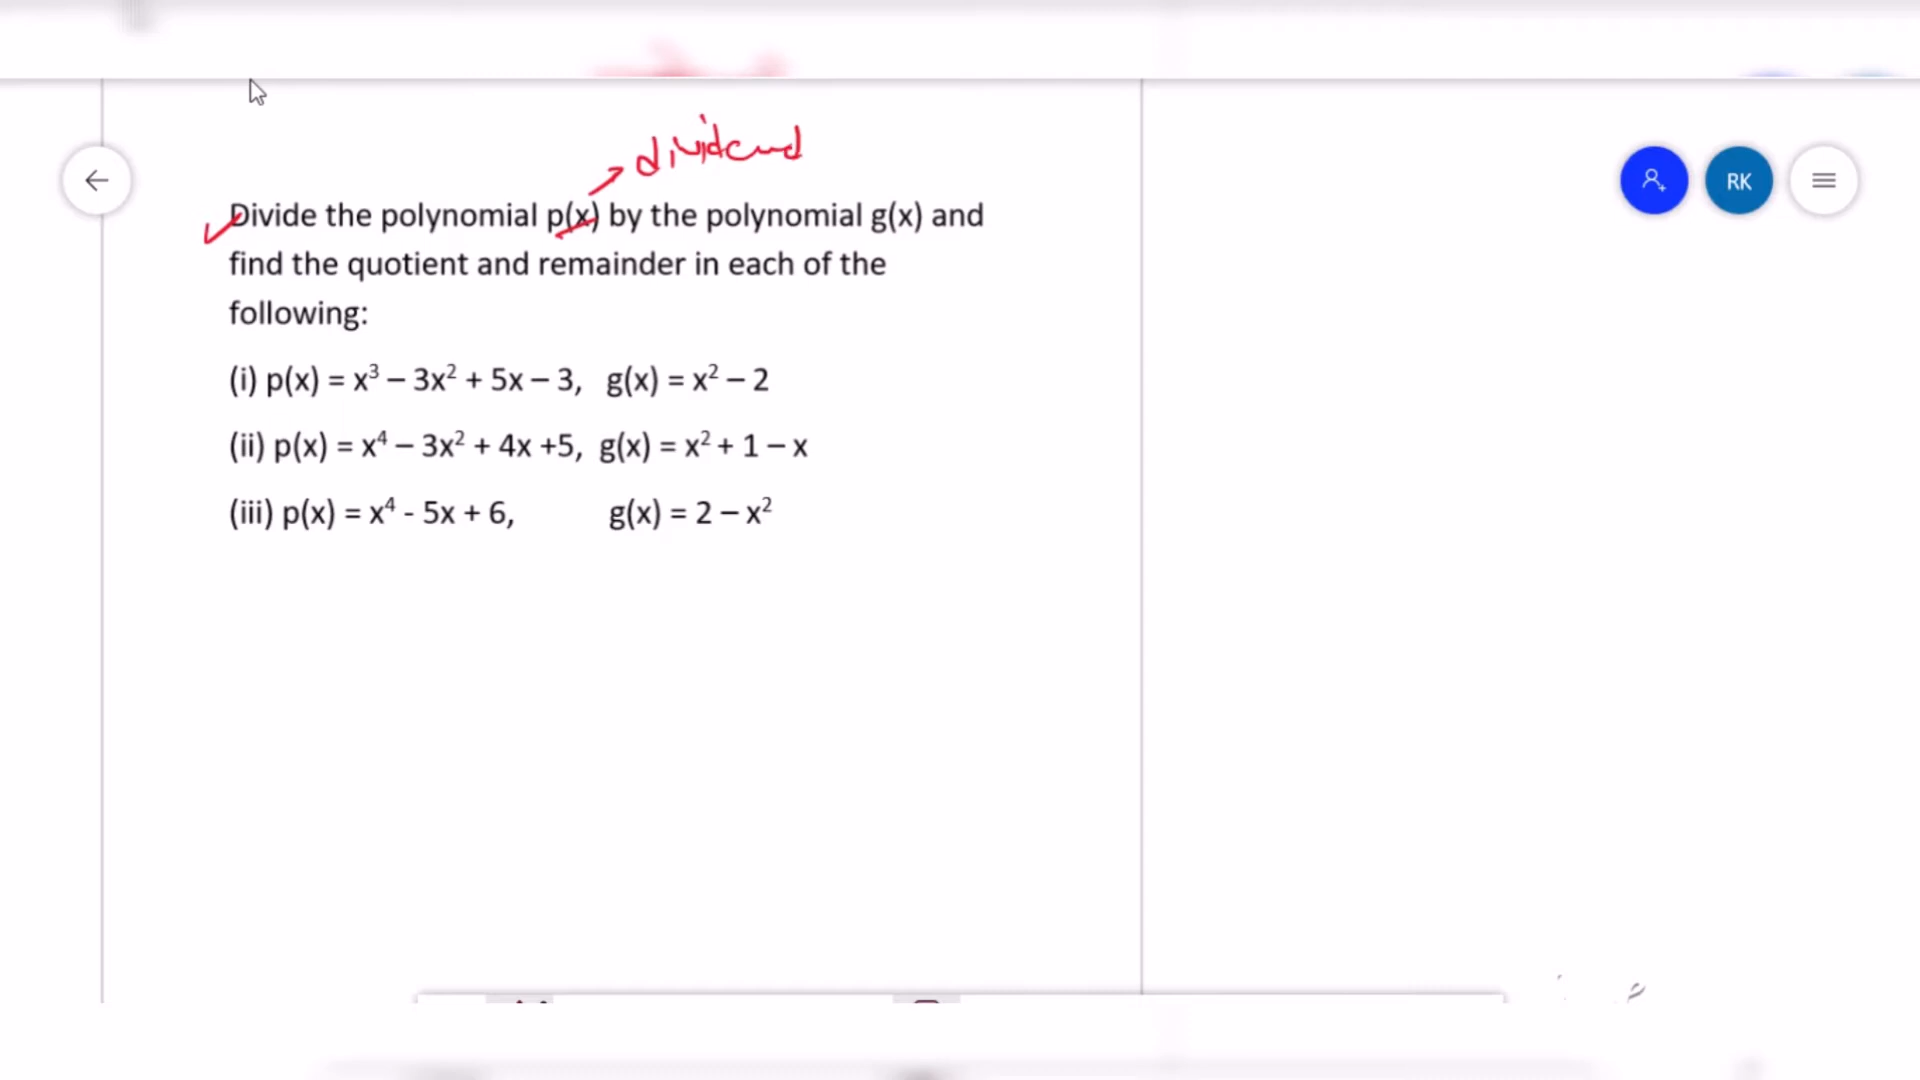 dividend
Divide the polynomial p(x) by the polynomial g(x) and
find the quotient and remainder in each of the
following:
(i) p(x) = x³ – 3x² + 5x – 3, g(x) = x² – 2
(ii) p(x) = x⁴ – 3x² + 4x +5, g(x) = x² + 1 – x
(iii) p(x) = x⁴ - 5x + 6, g(x) = 2 – x²
RK